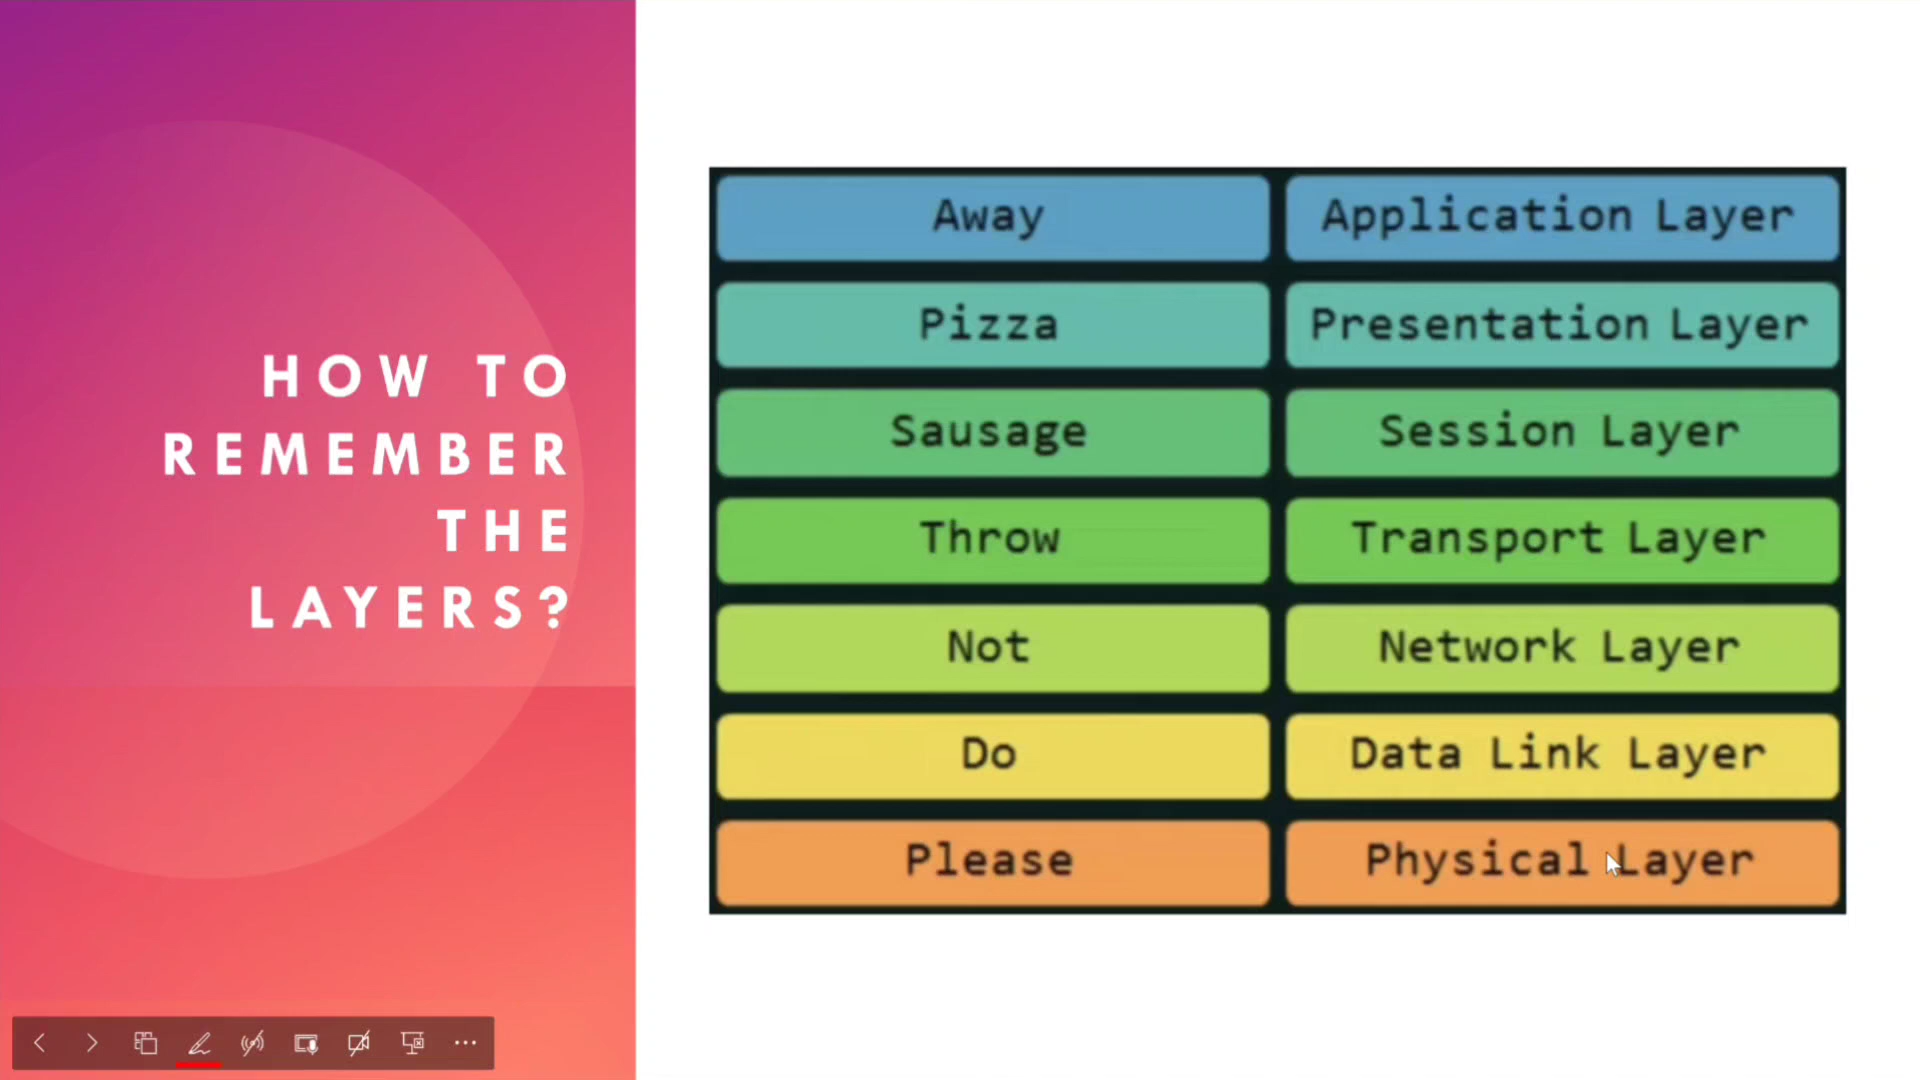 HOW TO
REMEMBER
THE
LAYERS?
Away Application Layer
Pizza Presentation Layer
Sausage Session Layer
Throw Transport Layer
Not Network Layer
Do Data Link Layer
Please Physical Layer